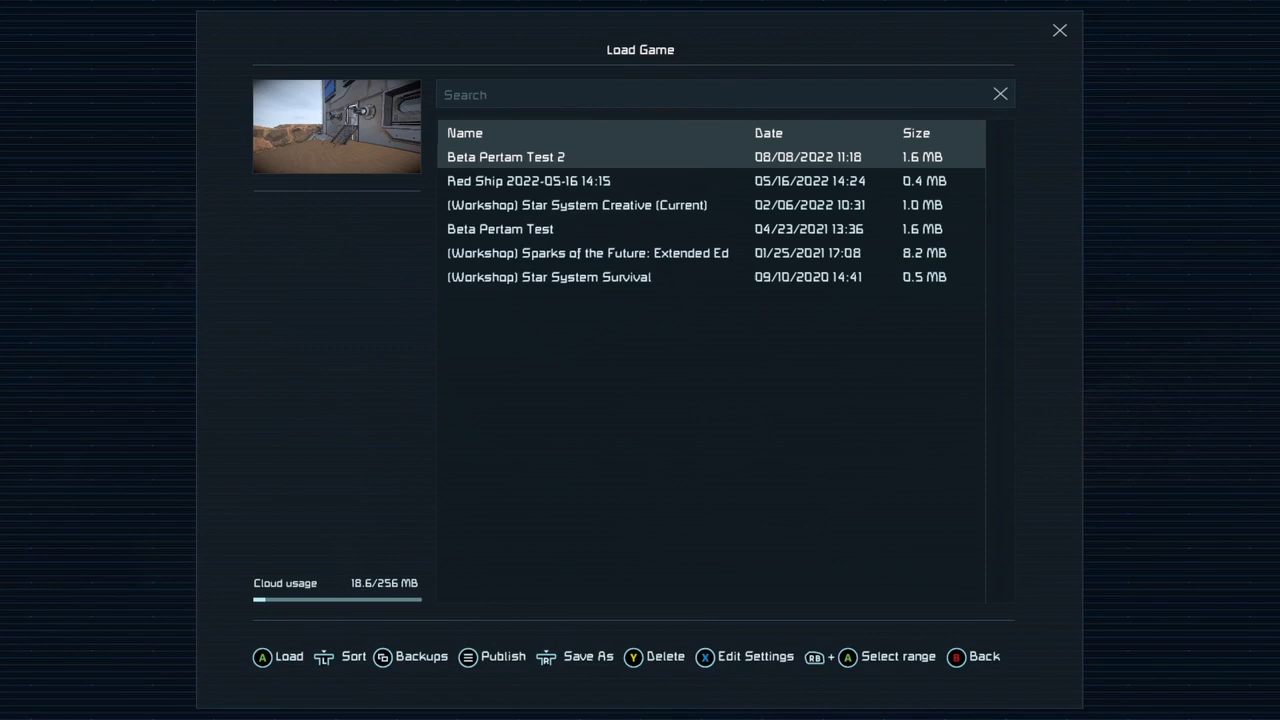 Load Game
Search
Name Date Size
Beta Pertam Test 2 08/08/2022 11:18 1.6 MB
Red Ship 2022-05-16 14:15 05/16/2022 14:24 0.4 MB
(Workshop) Star System Creative (Current) 02/06/2022 10:31 1.0 MB
Beta Pertam Test 04/23/2021 13:36 1.6 MB
(Workshop) Sparks of the Future: Extended Ed 01/25/2021 17:08 8.2 MB
(Workshop) Star System Survival 09/10/2020 14:41 0.5 MB
Cloud usage 18.6/256 MB
A Load LT Sort Backups Publish RT Save As Y Delete X Edit Settings RB + A Select range B Back